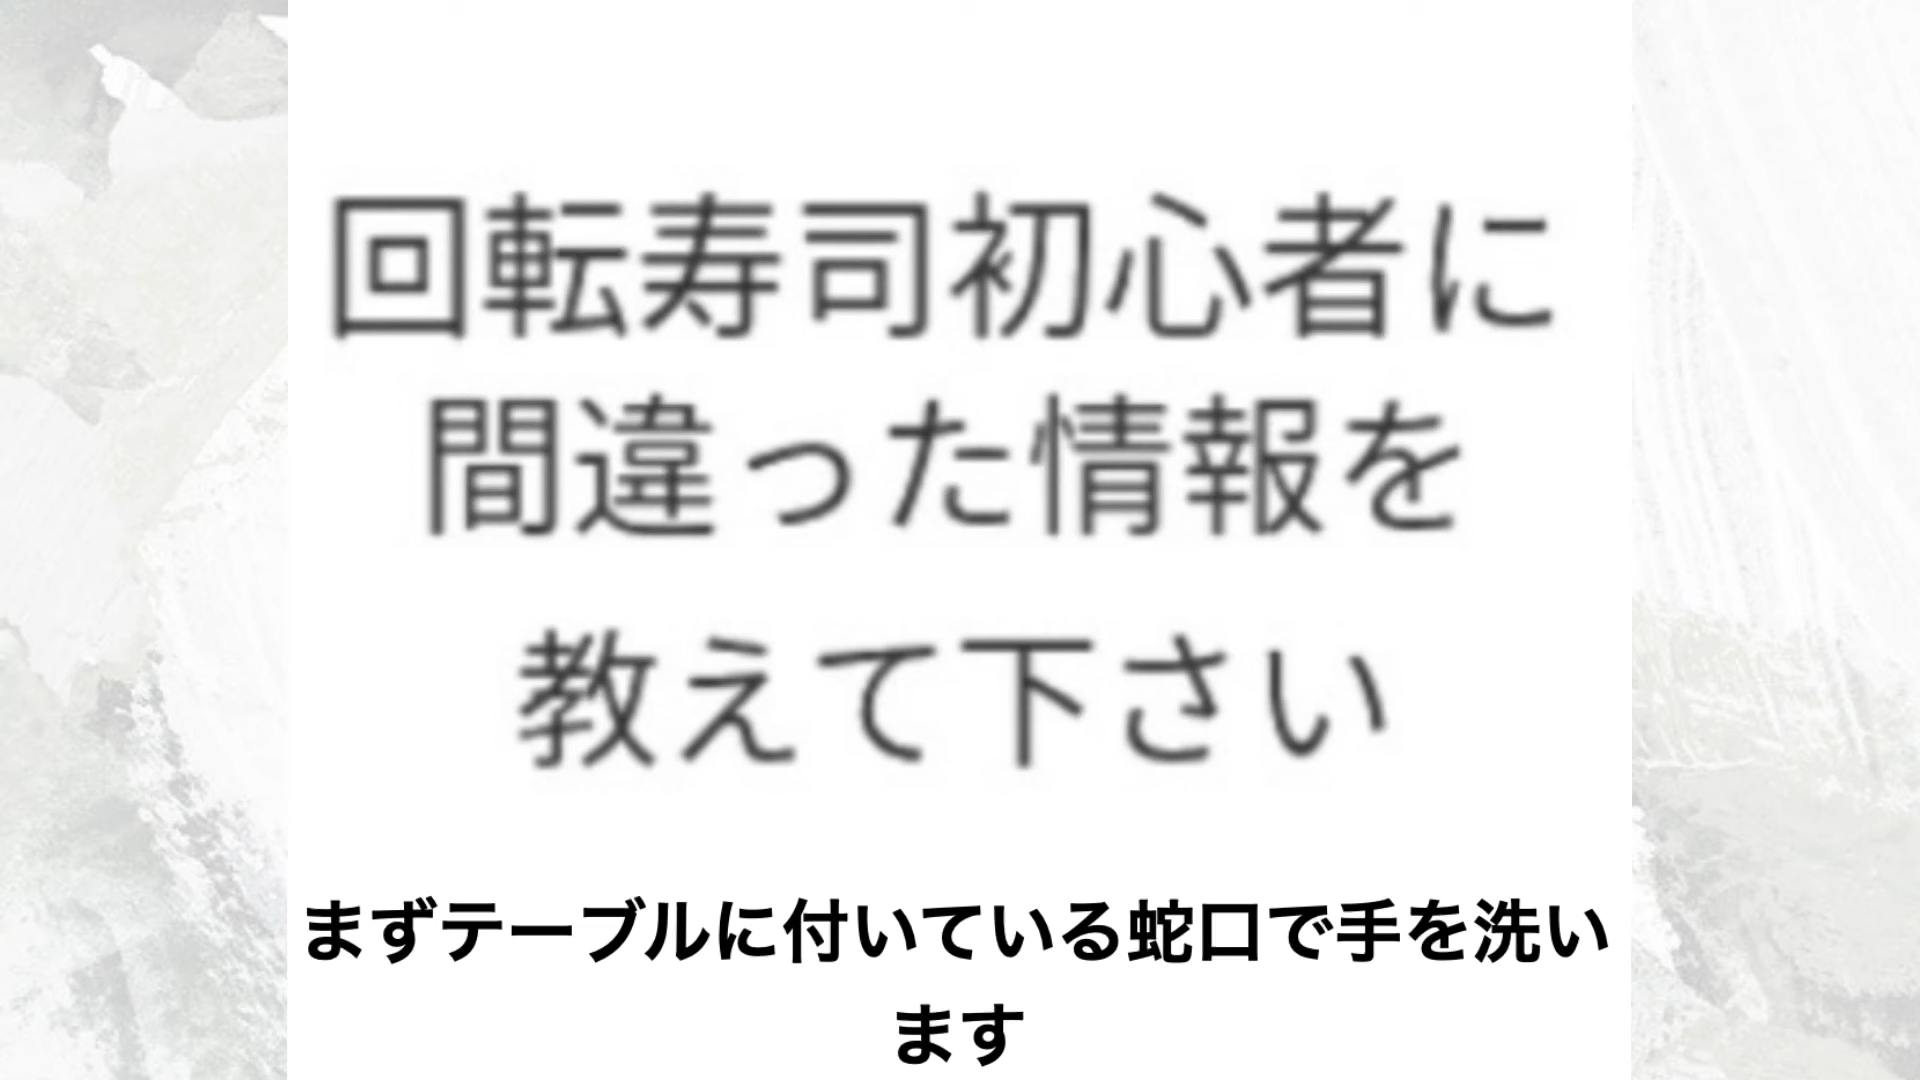 回転寿司初心者に
間違った情報を
教えて下さい
まずテーブルに付いている蛇口で手を洗い
ます